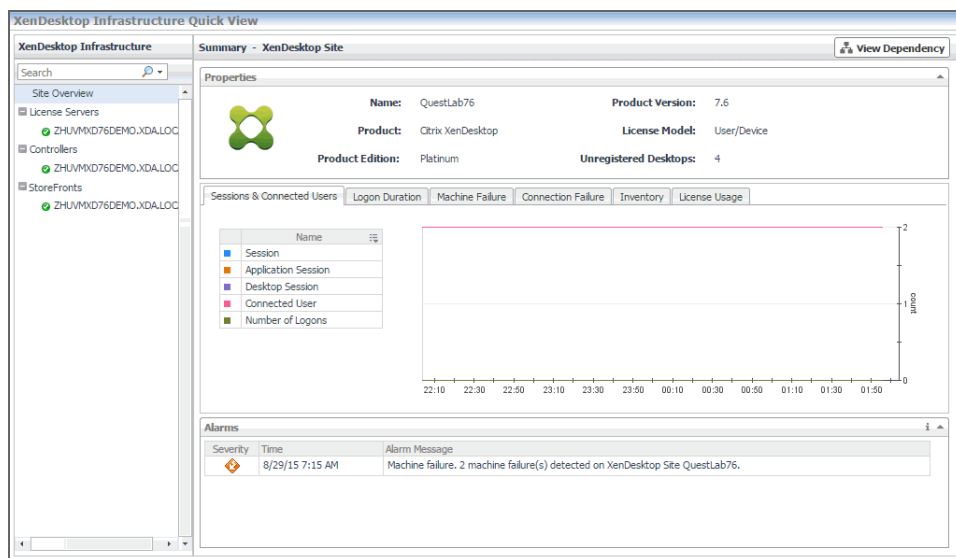 XenDesktop Infrastructure Quick View
XenDesktop Infrastructure
Search
Site Overview
License Servers
ZHUVMXD76DEMO.XDA.LOC
Controllers
ZHUVMXD76DEMO.XDA.LOC
StoreFronts
ZHUVMXD76DEMO.XDA.LOC
Summary - XenDesktop Site
View Dependency
Properties
Name: QuestLab76 Product Version: 7.6
Product: Citrix XenDesktop License Model: User/Device
Product Edition: Platinum Unregistered Desktops: 4
Sessions & Connected Users Logon Duration Machine Failure Connection Failure Inventory License Usage
Name
Session
Application Session
Desktop Session
Connected User
Number of Logons
2
1
0
count
22:10 22:30 22:50 23:10 23:30 23:50 00:10 00:30 00:50 01:10 01:30 01:50
Alarms
Severity Time Alarm Message
8/29/15 7:15 AM Machine failure. 2 machine failure(s) detected on XenDesktop Site QuestLab76.